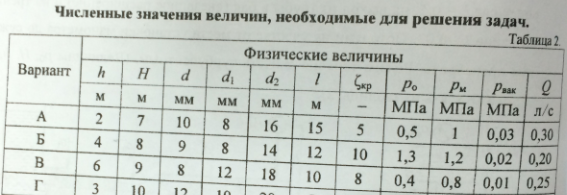 Численные значения величин, необходимые для решения задач.
Таблица 2.
Вариант Физические величины
h H d d₁ d₂ l ζкр pо pм pвак Q
м м мм мм мм м – МПа МПа МПа л/с
А 2 7 10 8 16 15 5 0,5 1 0,03 0,30
Б 4 8 9 8 14 12 10 1,3 1,2 0,02 0,20
В 6 9 8 12 18 10 8 0,4 0,8 0,01 0,25
Г 3 10 12